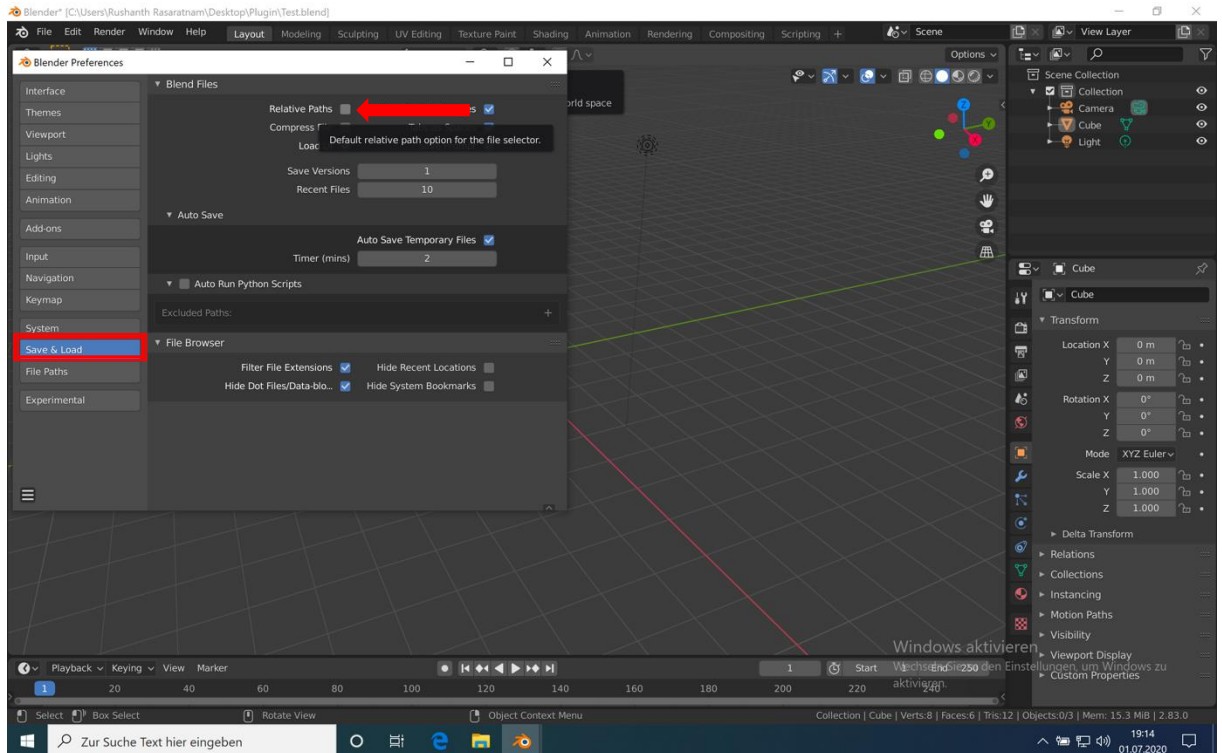 Blender* [C:\Users\Rushanth Rasaratnam\Desktop\Plugin\Test.blend]
File Edit Render Window Help Layout Modeling Sculpting UV Editing Texture Paint Shading Animation Rendering Compositing Scripting + Scene View Layer
Options
Blender Preferences
Interface
Themes
Viewport
Lights
Editing
Animation
Add-ons
Input
Navigation
Keymap
System
Save & Load
File Paths
Experimental
Blend Files
Relative Paths
Compress
Load
Default relative path option for the file selector.
Save Versions 1
Recent Files 10
Auto Save
Auto Save Temporary Files
Timer (mins) 2
Auto Run Python Scripts
Excluded Paths: +
File Browser
Filter File Extensions Hide Recent Locations
Hide Dot Files/Data-blo... Hide System Bookmarks
world space
X
Y
Scene Collection
Collection
Camera
Cube
Light
Cube
Cube
Transform
Location X 0 m
Y 0 m
Z 0 m
Rotation X 0°
Y 0°
Z 0°
Mode XYZ Euler
Scale X 1.000
Y 1.000
Z 1.000
Delta Transform
Relations
Collections
Instancing
Motion Paths
Visibility
Viewport Display
Custom Properties
Windows aktivieren
Wechseln Sie zu den Einstellungen, um Windows zu
aktivieren.
Playback Keying View Marker 1 Start 1 End 250
1 20 40 60 80 100 120 140 160 180 200 220 240
Select Box Select Rotate View Object Context Menu Collection | Cube | Verts:8 | Faces:6 | Tris:12 | Objects:0/3 | Mem: 15.3 MiB | 2.83.0
Zur Suche Text hier eingeben
19:14
01.07.2020